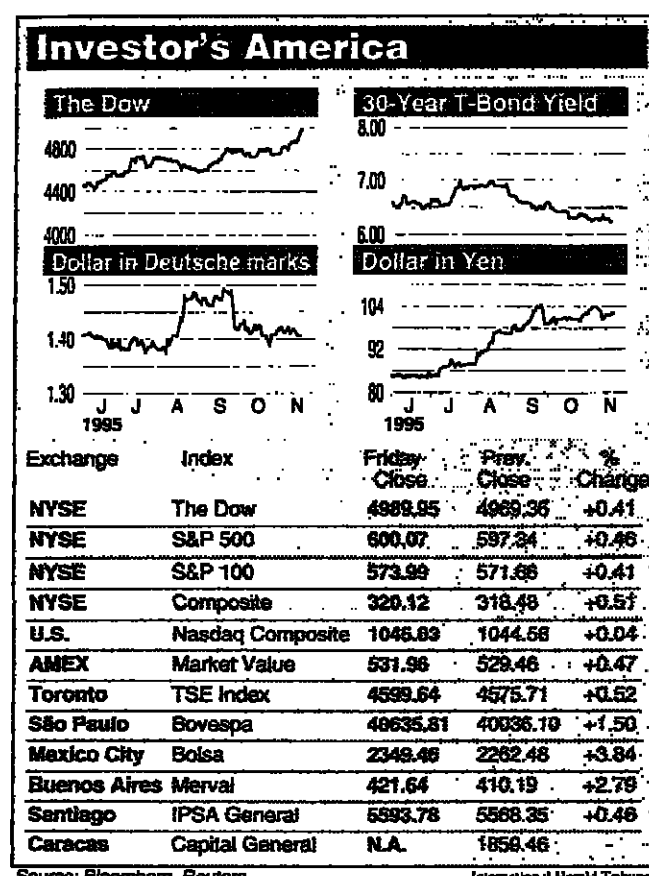 Investor's America
The Dow
4800
4400
4000
30-Year T-Bond Yield
8.00
7.00
6.00
Dollar in Deutsche marks
1.50
1.40
1.30
J J A S O N
1995
Dollar in Yen
104
92
80
J J A S O N
1995
Exchange Index Friday Close Prev. Close % Change
NYSE The Dow 4989.95 4969.36 +0.41
NYSE S&P 500 600.07 597.34 +0.46
NYSE S&P 100 573.99 571.66 +0.41
NYSE Composite 320.12 318.48 +0.51
U.S. Nasdaq Composite 1044.58 +0.04
AMEX Market Value 531.96 529.46 +0.47
Toronto TSE Index 4599.64 4575.71 +0.52
São Paulo Bovespa +1.50
Mexico City Bolsa 2349.46 2262.48 +3.84
Buenos Aires Merval 421.64 410.19 +2.79
Santiago IPSA General 5593.78 5568.35 +0.46
Caracas Capital General N.A. 1859.46 -
Source: Bloomberg, Reuters
International Herald Tribune